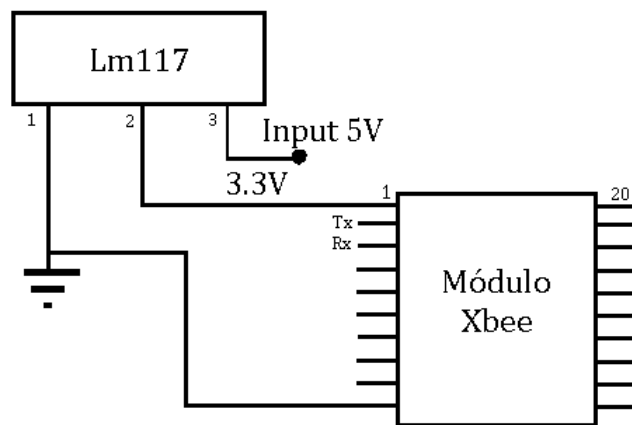 Lm117
1
2
3
Input 5V
3.3V
1
20
Tx
Rx
Módulo
Xbee